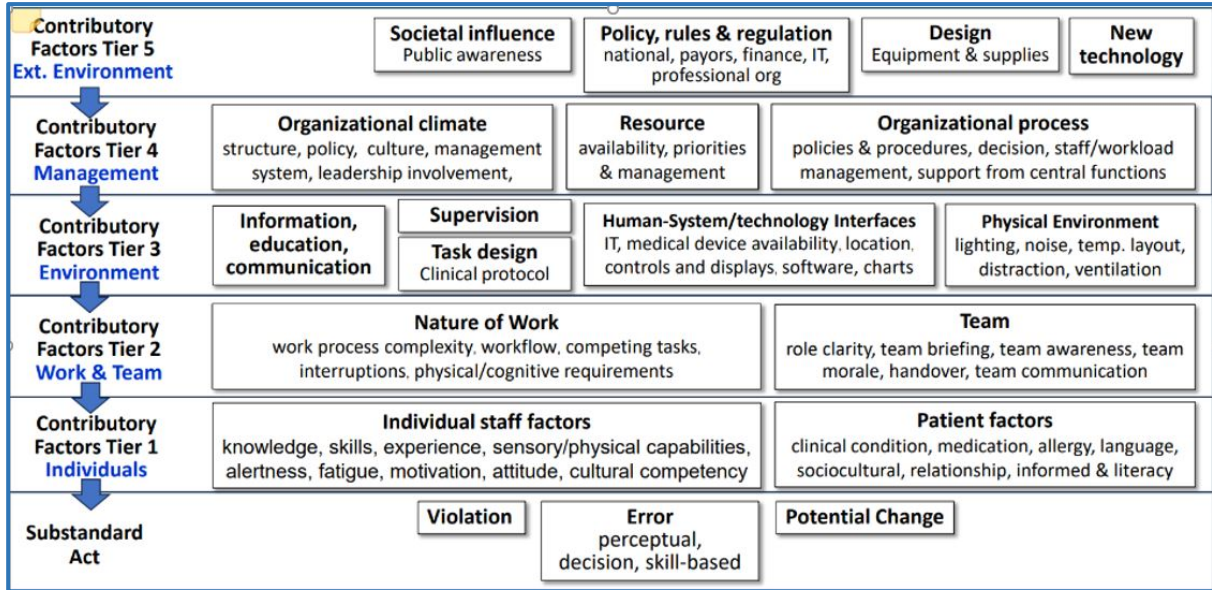 Contributory
Factors Tier 5
Ext. Environment
Societal influence
Public awareness
Policy, rules & regulation
national, payors, finance, IT,
professional org
Design
Equipment & supplies
New
technology
Contributory
Factors Tier 4
Management
Organizational climate
structure, policy, culture, management
system, leadership involvement,
Resource
availability, priorities
& management
Organizational process
policies & procedures, decision, staff/workload
management, support from central functions
Contributory
Factors Tier 3
Environment
Information,
education,
communication
Supervision
Task design
Clinical protocol
Human-System/technology Interfaces
IT, medical device availability, location,
controls and displays, software, charts
Physical Environment
lighting, noise, temp. layout,
distraction, ventilation
Contributory
Factors Tier 2
Work & Team
Nature of Work
work process complexity, workflow, competing tasks,
interruptions, physical/cognitive requirements
Team
role clarity, team briefing, team awareness, team
morale, handover, team communication
Contributory
Factors Tier 1
Individuals
Individual staff factors
knowledge, skills, experience, sensory/physical capabilities,
alertness, fatigue, motivation, attitude, cultural competency
Patient factors
clinical condition, medication, allergy, language,
sociocultural, relationship, informed & literacy
Substandard
Act
Violation
Error
perceptual,
decision, skill-based
Potential Change